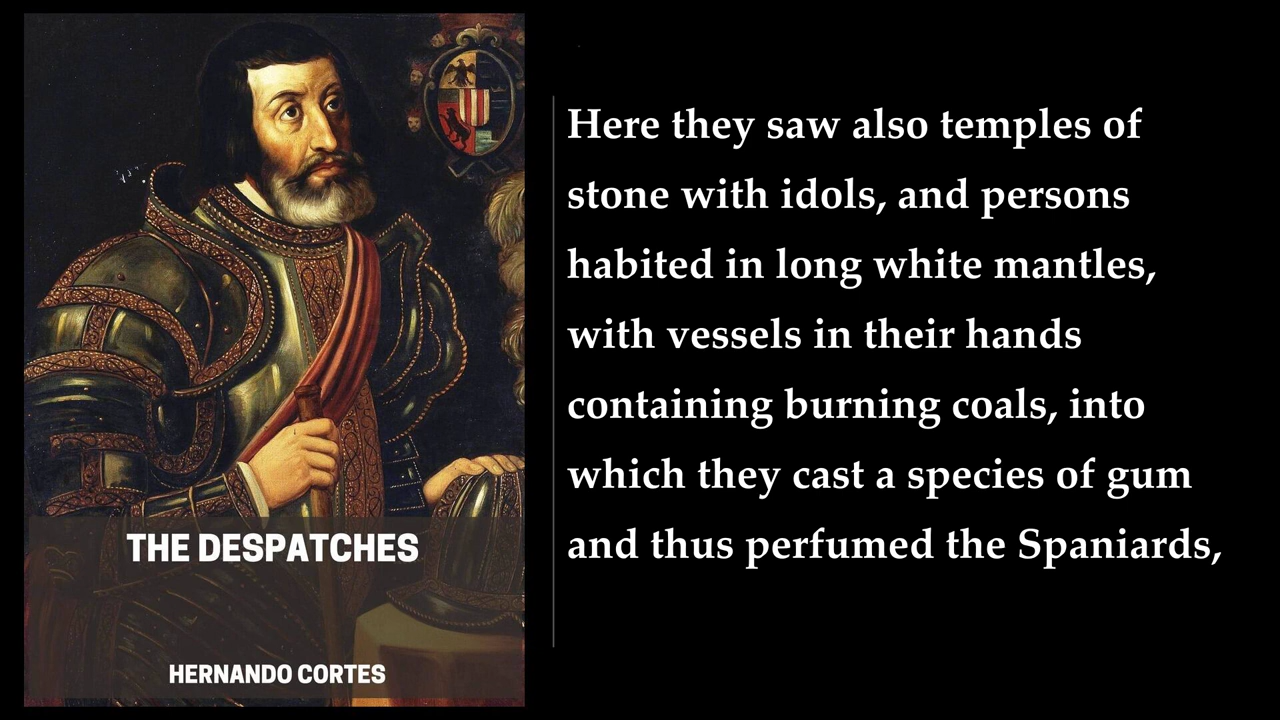 THE DESPATCHES
HERNANDO CORTES
Here they saw also temples of
stone with idols, and persons
habited in long white mantles,
with vessels in their hands
containing burning coals, into
which they cast a species of gum
and thus perfumed the Spaniards,